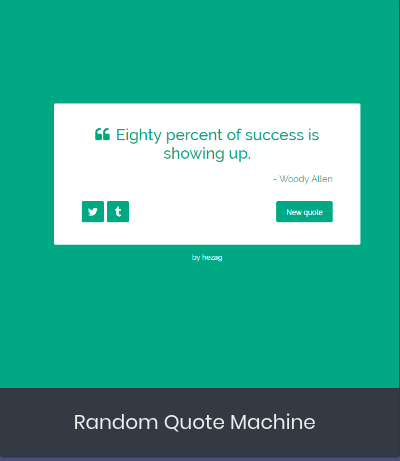 ❝ Eighty percent of success is
showing up.
- Woody Allen
New quote
by hezag
Random Quote Machine